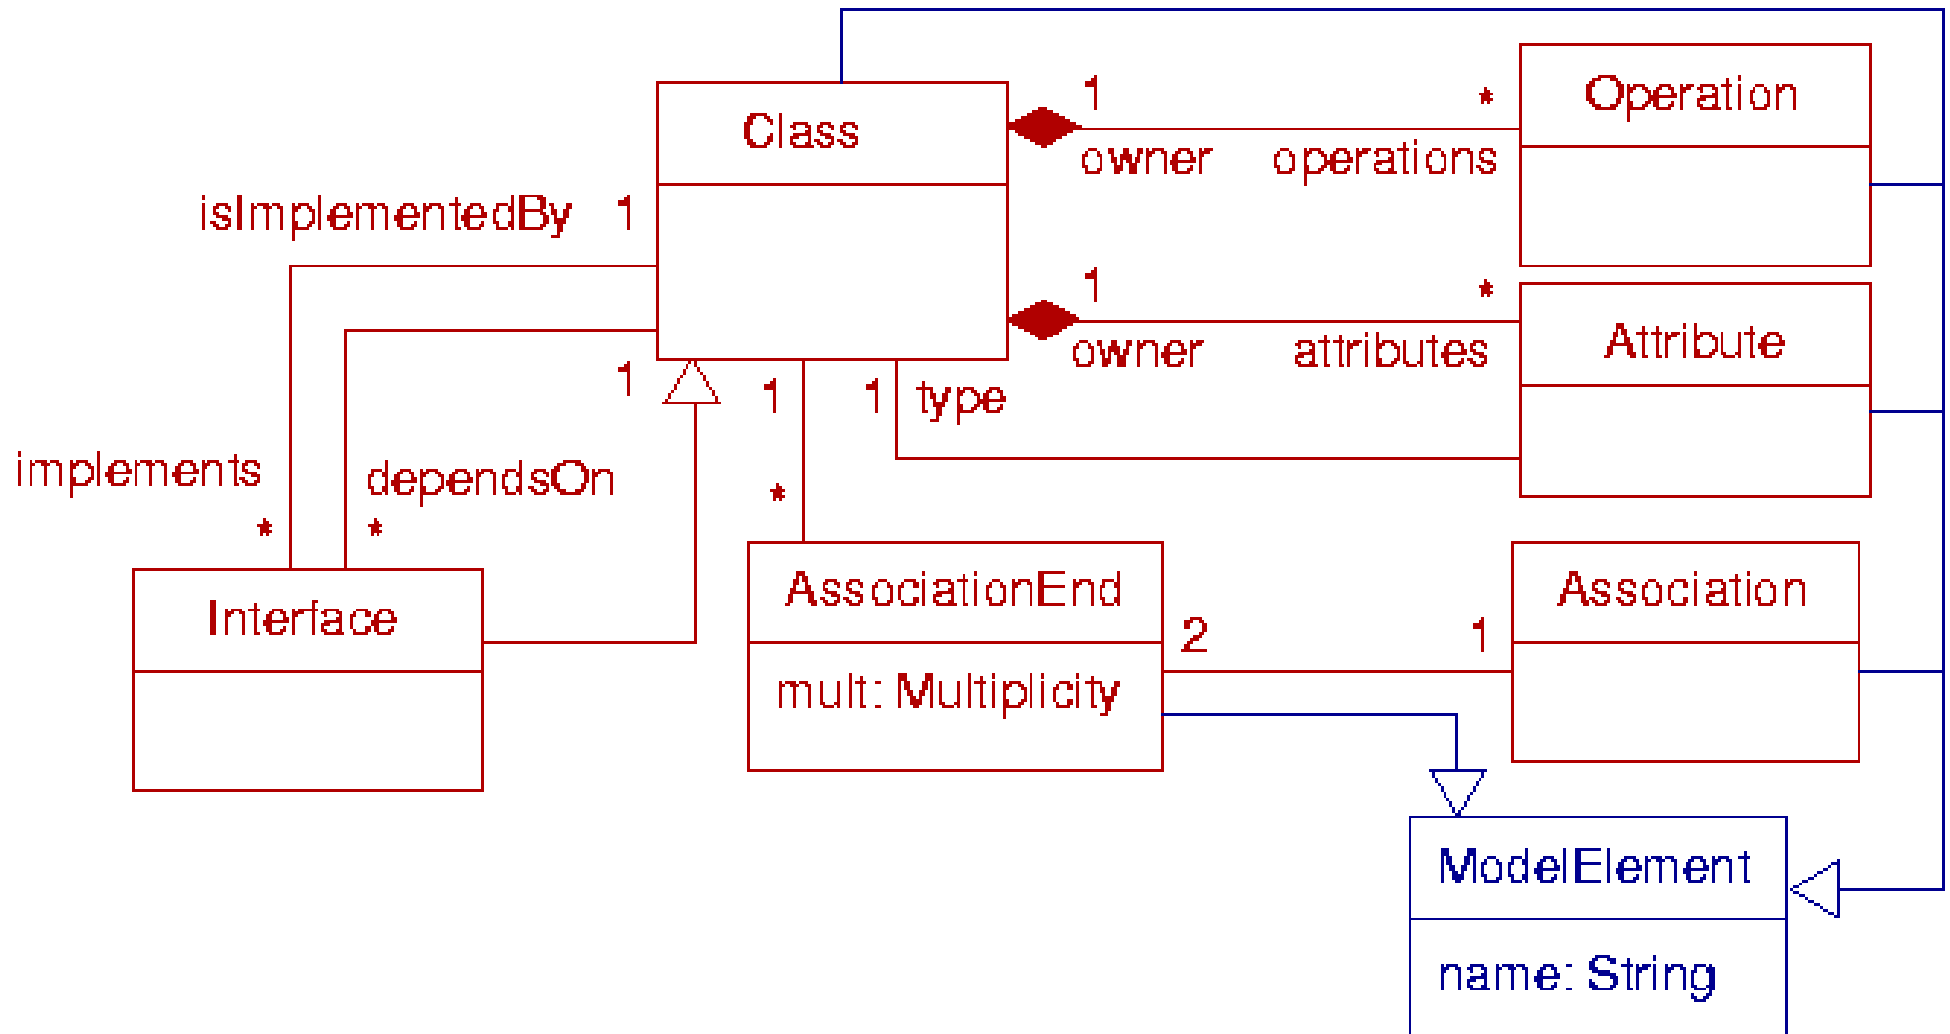 Class
1
*
Operation
owner
operations
isImplementedBy
1
1
*
Attribute
owner
attributes
1
1
1
type
implements
*
dependsOn
*
*
Interface
AssociationEnd
2
1
Association
mult: Multiplicity
ModelElement
name: String